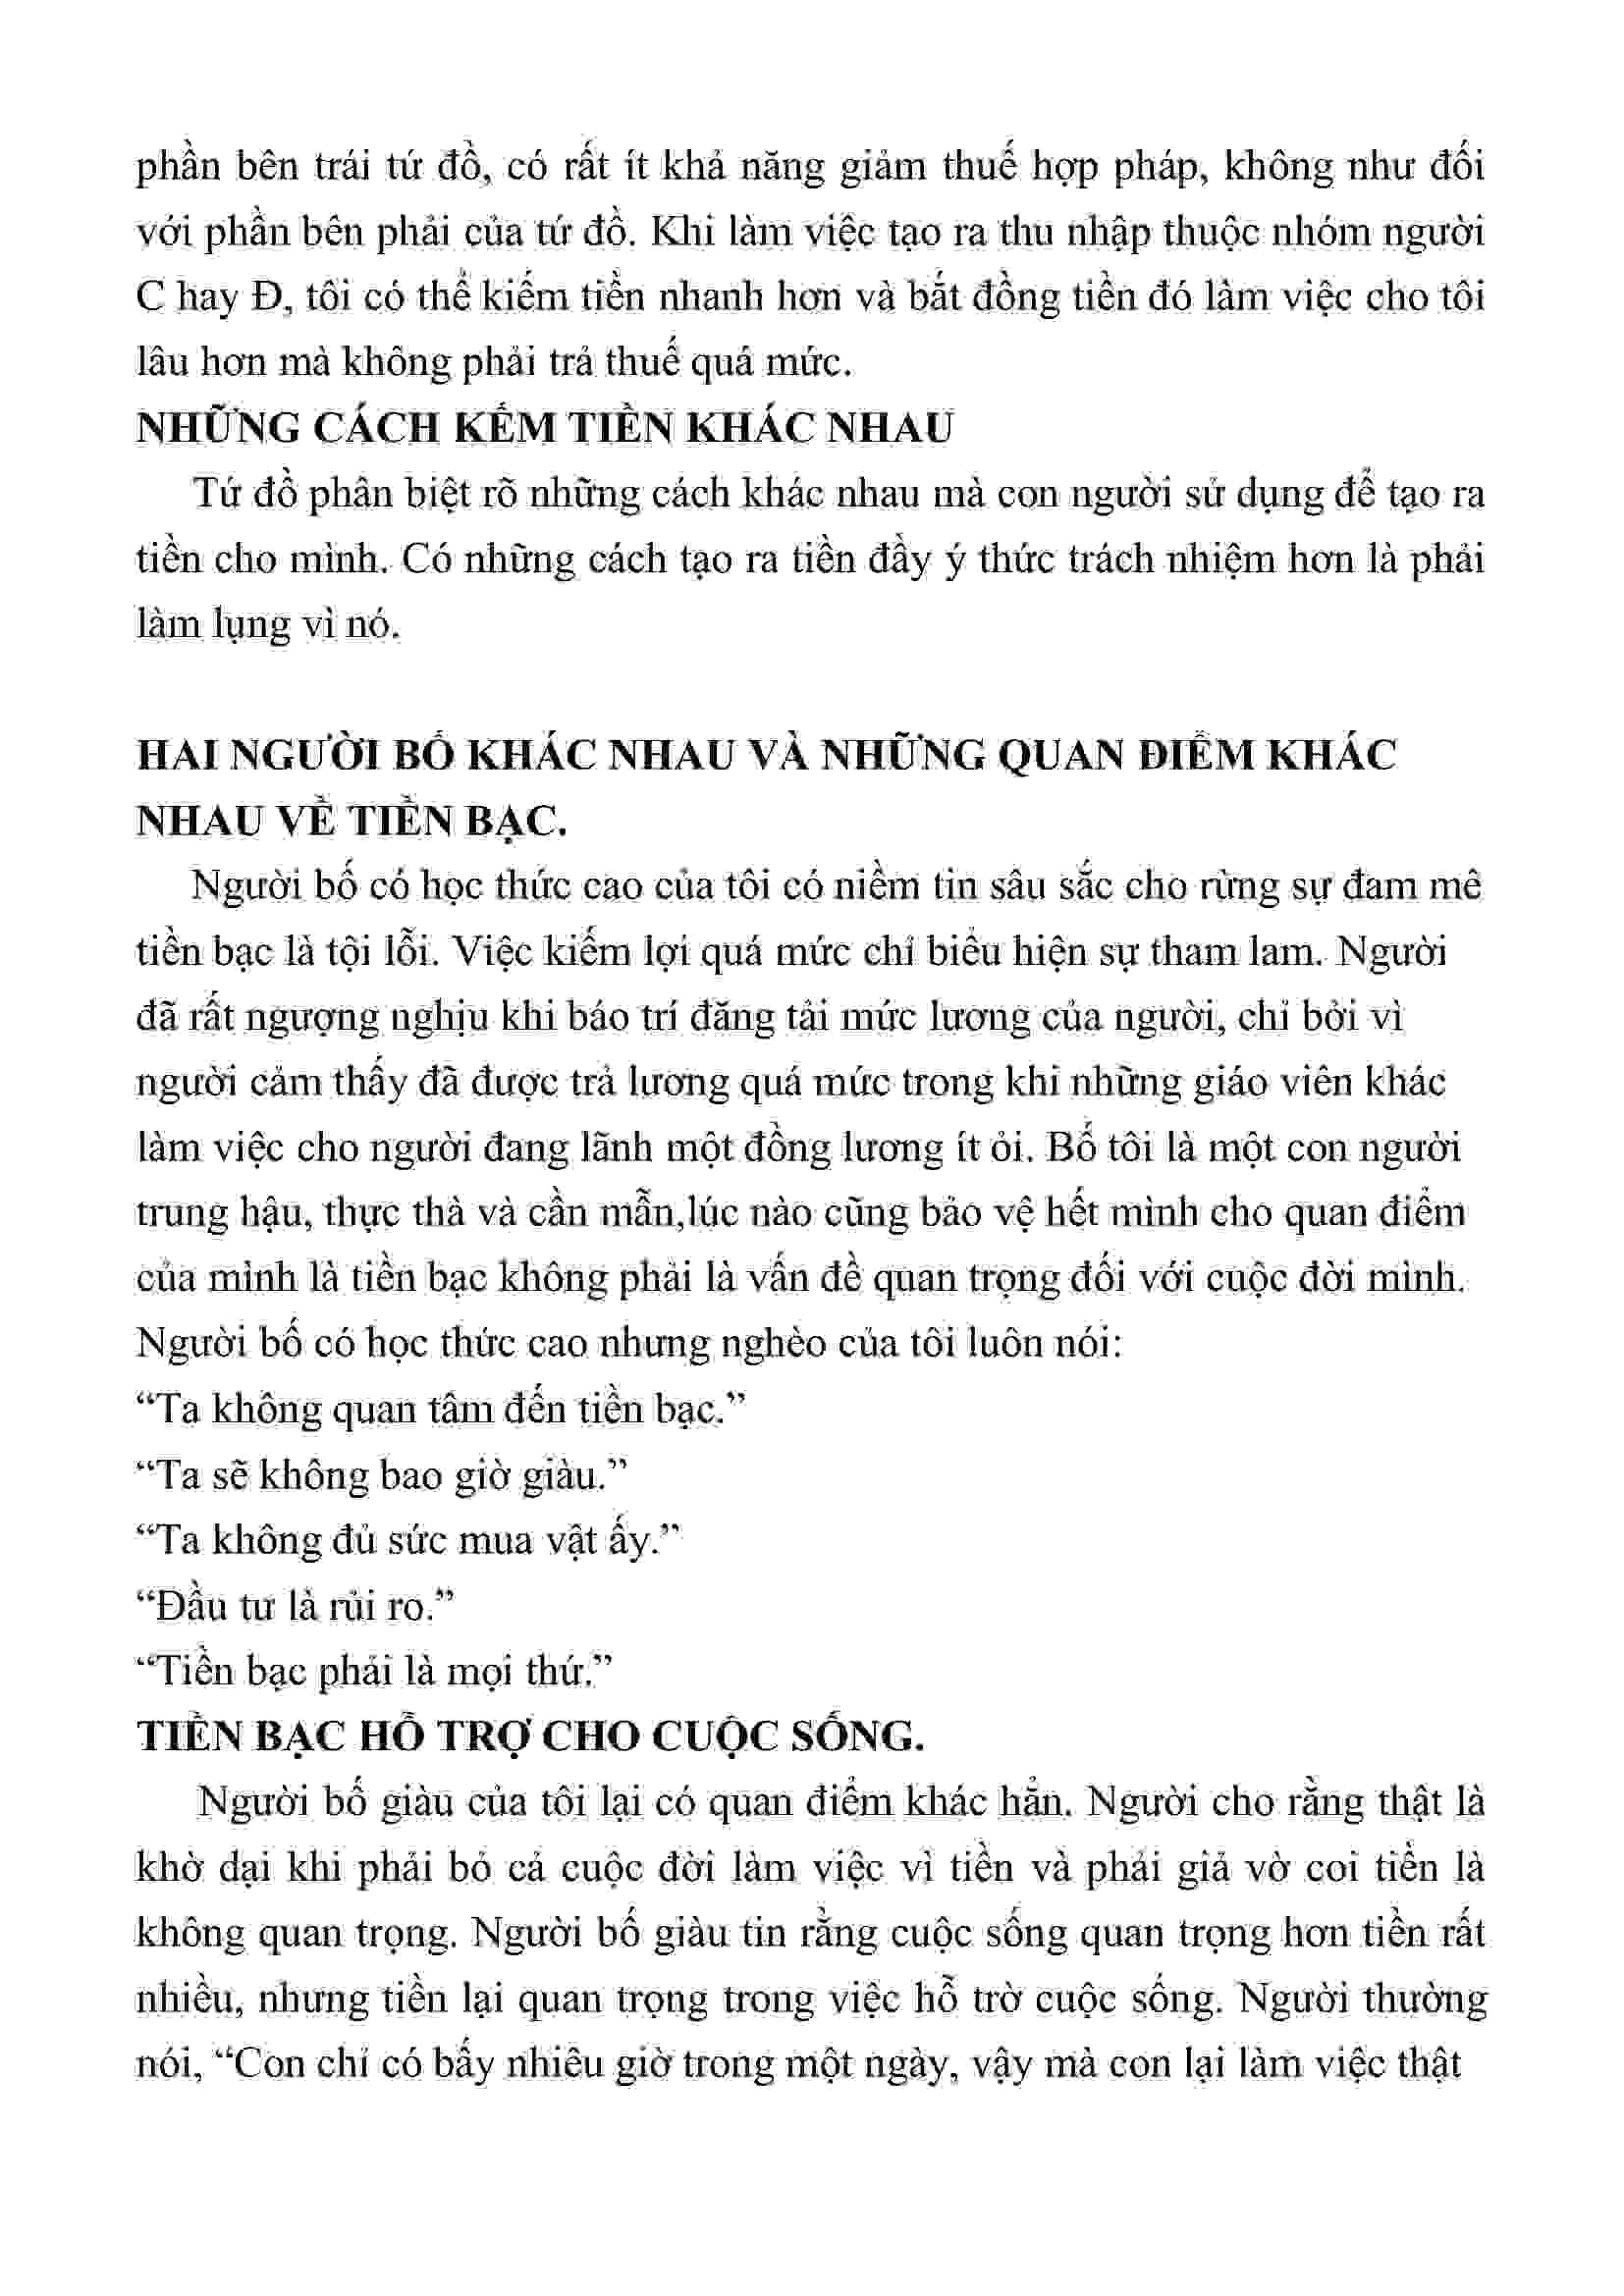 phần bên trái tứ đồ, có rất ít khả năng giảm thuế hợp pháp, không như đối
với phần bên phải của tứ đồ. Khi làm việc tạo ra thu nhập thuộc nhóm người
C hay Đ, tôi có thể kiếm tiền nhanh hơn và bắt đồng tiền đó làm việc cho tôi
lâu hơn mà không phải trả thuế quá mức.
NHỮNG CÁCH KẾM TIỀN KHÁC NHAU
Tứ đồ phân biệt rõ những cách khác nhau mà con người sử dụng để tạo ra
tiền cho mình. Có những cách tạo ra tiền đầy ý thức trách nhiệm hơn là phải
làm lụng vì nó.
HAI NGƯỜI BỐ KHÁC NHAU VÀ NHỮNG QUAN ĐIỂM KHÁC
NHAU VỀ TIỀN BẠC.
Người bố có học thức cao của tôi có niềm tin sâu sắc cho rừng sự đam mê
tiền bạc là tội lỗi. Việc kiếm lợi quá mức chỉ biểu hiện sự tham lam. Người
đã rất ngượng nghịu khi báo trí đăng tải mức lương của người, chỉ bởi vì
người cảm thấy đã được trả lương quá mức trong khi những giáo viên khác
làm việc cho người đang lãnh một đồng lương ít ỏi. Bố tôi là một con người
trung hậu, thực thà và cần mẫn,lúc nào cũng bảo vệ hết mình cho quan điểm
của mình là tiền bạc không phải là vấn đề quan trọng đối với cuộc đời mình.
Người bố có học thức cao nhưng nghèo của tôi luôn nói:
“Ta không quan tâm đến tiền bạc.”
“Ta sẽ không bao giờ giàu.”
“Ta không đủ sức mua vật ấy.”
“Đầu tư là rủi ro.”
“Tiền bạc phải là mọi thứ.”
TIỀN BẠC HỖ TRỢ CHO CUỘC SỐNG.
Người bố giàu của tôi lại có quan điểm khác hẳn. Người cho rằng thật là
khờ dại khi phải bỏ cả cuộc đời làm việc vì tiền và phải giả vờ coi tiền là
không quan trọng. Người bố giàu tin rằng cuộc sống quan trọng hơn tiền rất
nhiều, nhưng tiền lại quan trọng trong việc hỗ trờ cuộc sống. Người thường
nói, “Con chỉ có bấy nhiêu giờ trong một ngày, vậy mà con lại làm việc thật